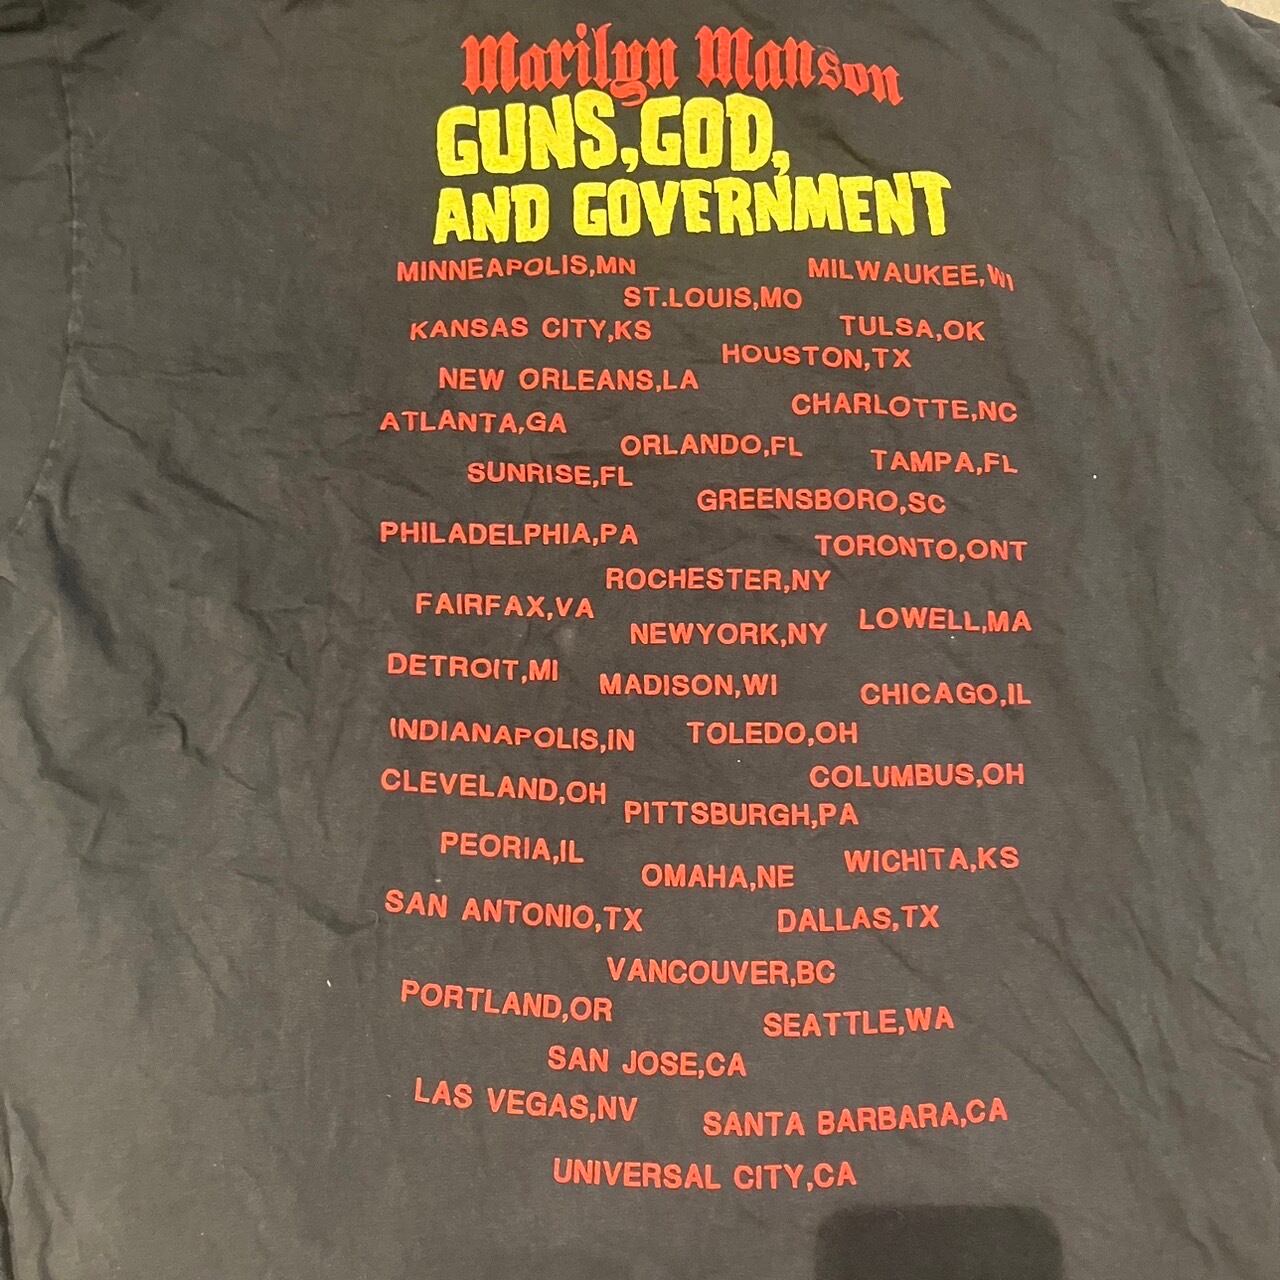 Marilyn Manson
GUNS, GOD,
AND GOVERNMENT
MINNEAPOLIS,MN
MILWAUKEE,WI
ST.LOUIS,MO
KANSAS CITY,KS
TULSA,OK
HOUSTON,TX
NEW ORLEANS,LA
CHARLOTTE,NC
ATLANTA,GA
ORLANDO,FL
TAMPA,FL
SUNRISE,FL
GREENSBORO,SC
PHILADELPHIA,PA
TORONTO,ONT
ROCHESTER,NY
FAIRFAX,VA
LOWELL,MA
NEWYORK,NY
DETROIT,MI
MADISON,WI
CHICAGO,IL
INDIANAPOLIS,IN
TOLEDO,OH
CLEVELAND,OH
COLUMBUS,OH
PITTSBURGH,PA
PEORIA,IL
WICHITA,KS
OMAHA,NE
SAN ANTONIO,TX
DALLAS,TX
VANCOUVER,BC
PORTLAND,OR
SEATTLE,WA
SAN JOSE,CA
LAS VEGAS,NV
SANTA BARBARA,CA
UNIVERSAL CITY,CA